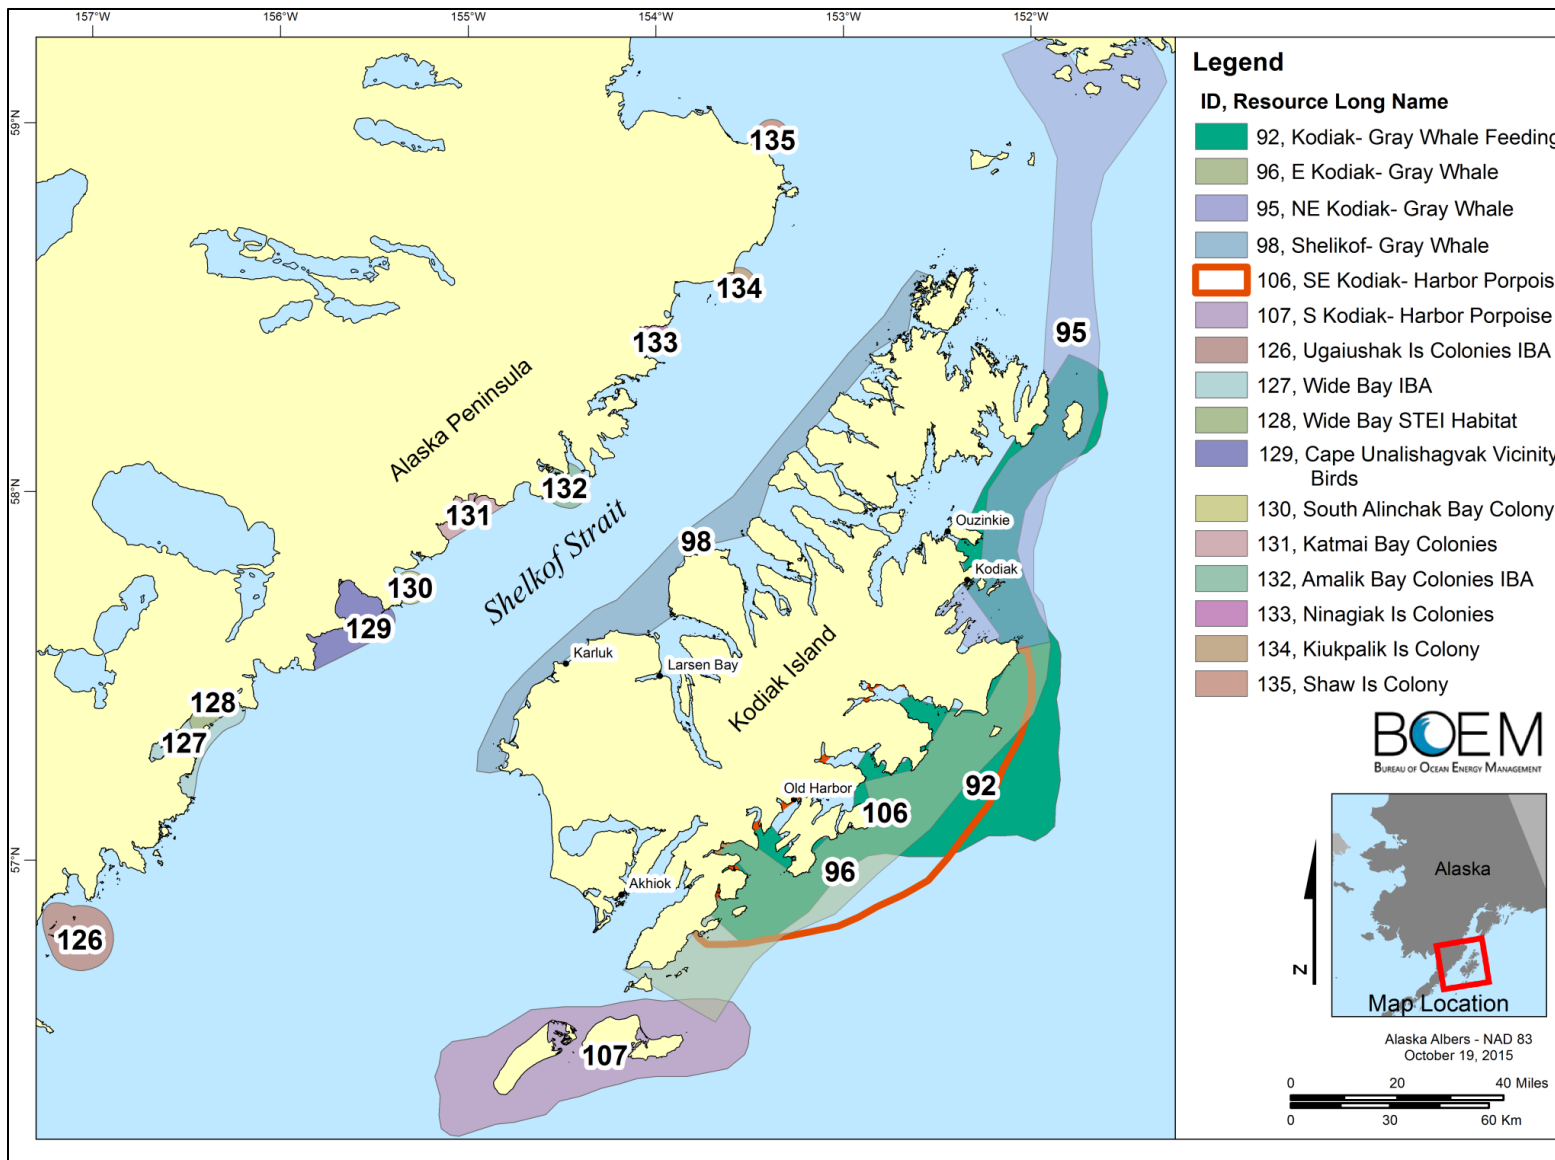 157°W 156°W 155°W 154°W 153°W 152°W
59°N
58°N
57°N
135
134
133
95
Alaska Peninsula
132
131
Shelkof Strait
98
Ouzinkie
Kodiak
130
129
Karluk
Larsen Bay
Kodiak Island
128
127
92
Old Harbor
106
96
Akhiok
126
107
Legend
ID, Resource Long Name
92, Kodiak- Gray Whale Feeding
96, E Kodiak- Gray Whale
95, NE Kodiak- Gray Whale
98, Shelikof- Gray Whale
106, SE Kodiak- Harbor Porpois
107, S Kodiak- Harbor Porpoise
126, Ugaiushak Is Colonies IBA
127, Wide Bay IBA
128, Wide Bay STEI Habitat
129, Cape Unalishagvak Vicinity
Birds
130, South Alinchak Bay Colony
131, Katmai Bay Colonies
132, Amalik Bay Colonies IBA
133, Ninagiak Is Colonies
134, Kiukpalik Is Colony
135, Shaw Is Colony
BOEM
BUREAU OF OCEAN ENERGY MANAGEMENT
Alaska
Map Location
N
Alaska Albers - NAD 83
October 19, 2015
0 20 40 Miles
0 30 60 Km